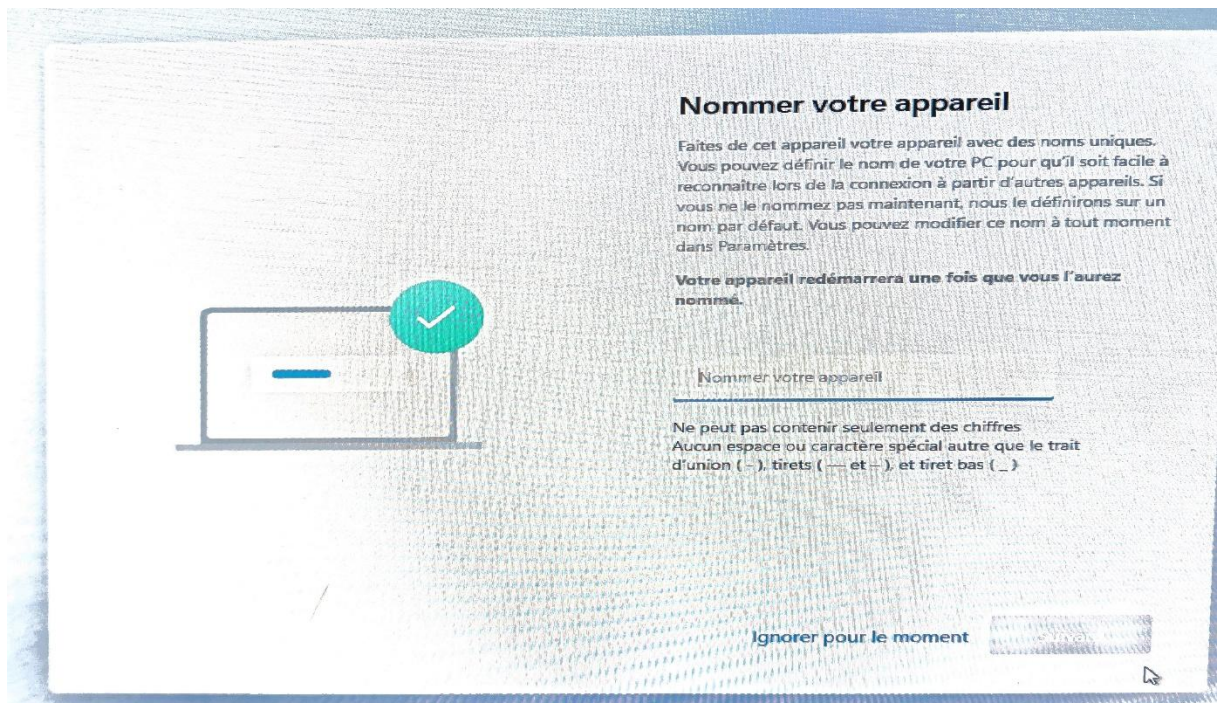 Nommer votre appareil
Faites de cet appareil votre appareil avec des noms uniques.
Vous pouvez définir le nom de votre PC pour qu'il soit facile à
reconnaître lors de la connexion à partir d'autres appareils. Si
vous ne le nommez pas maintenant, nous le définirons sur un
nom par défaut. Vous pouvez modifier ce nom à tout moment
dans Paramètres.
Votre appareil redémarrera une fois que vous l'aurez
nommé.
Nommer votre appareil
Ne peut pas contenir seulement des chiffres
Aucun espace ou caractère spécial autre que le trait
d'union ( - ), tirets ( — et – ), et tiret bas ( _ )
Ignorer pour le moment